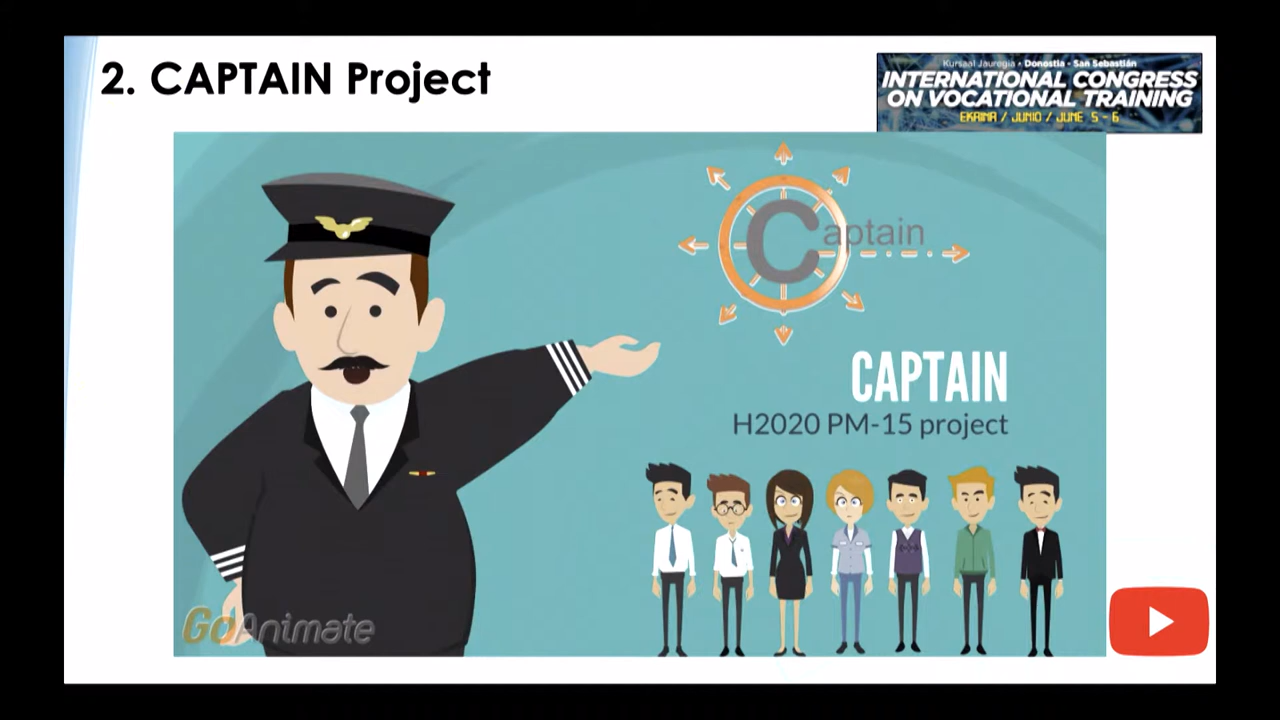 2. CAPTAIN Project
Kursaal Jauregia • Donostia - San Sebastián
INTERNATIONAL CONGRESS
ON VOCATIONAL TRAINING
EKAINA / JUNIO / JUNE 5 - 6
Captain
CAPTAIN
H2020 PM-15 project
GoAnimate